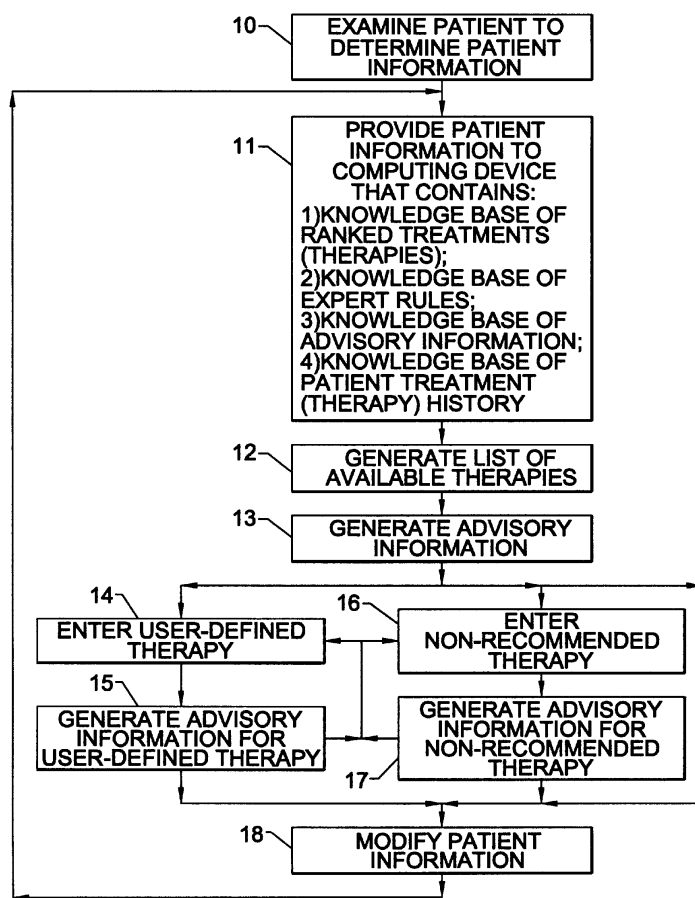 10
EXAMINE PATIENT TO
DETERMINE PATIENT
INFORMATION
11
PROVIDE PATIENT
INFORMATION TO
COMPUTING DEVICE
THAT CONTAINS:
1)KNOWLEDGE BASE OF
RANKED TREATMENTS
(THERAPIES);
2)KNOWLEDGE BASE OF
EXPERT RULES;
3)KNOWLEDGE BASE OF
ADVISORY INFORMATION;
4)KNOWLEDGE BASE OF
PATIENT TREATMENT
(THERAPY) HISTORY
12
GENERATE LIST OF
AVAILABLE THERAPIES
13
GENERATE ADVISORY
INFORMATION
14
ENTER USER-DEFINED
THERAPY
16
ENTER
NON-RECOMMENDED
THERAPY
15
GENERATE ADVISORY
INFORMATION FOR
USER-DEFINED THERAPY
GENERATE ADVISORY
INFORMATION FOR
NON-RECOMMENDED
THERAPY
17
18
MODIFY PATIENT
INFORMATION